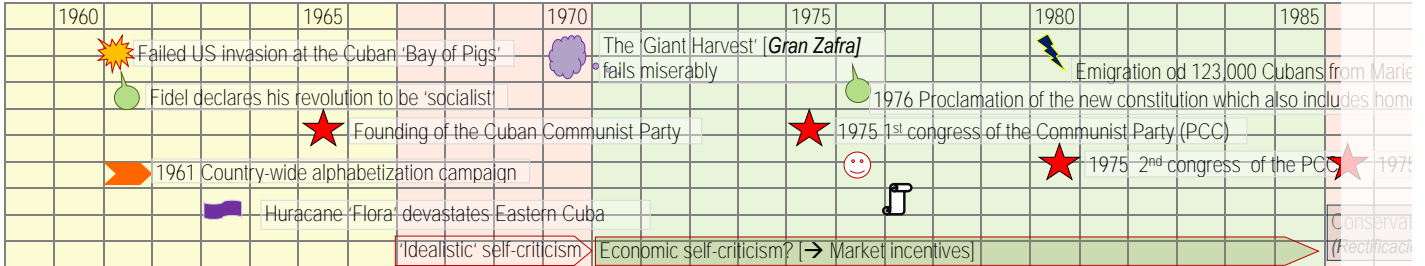 1960 1965 1970 1975 1980 1985
Failed US invasion at the Cuban 'Bay of Pigs'
The 'Giant Harvest' [Gran Zafra]
fails miserably
Emigration od 123,000 Cubans from Marie
Fidel declares his revolution to be 'socialist'
1976 Proclamation of the new constitution which also includes home
Founding of the Cuban Communist Party
1975 1st congress of the Communist Party (PCC)
1975 2nd congress of the PCC
1975
1961 Country-wide alphabetization campaign
Huracane 'Flora' devastates Eastern Cuba
Conservat
(Rectificació
'Idealistic' self-criticism
Economic self-criticism? [→ Market incentives]